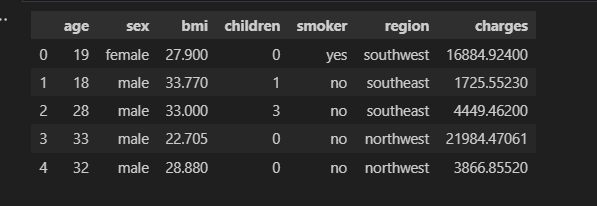 age sex bmi children smoker region charges
0 19 female 27.900 0 yes southwest 16884.92400
1 18 male 33.770 1 no southeast 1725.55230
2 28 male 33.000 3 no southeast 4449.46200
3 33 male 22.705 0 no northwest 21984.47061
4 32 male 28.880 0 no northwest 3866.85520